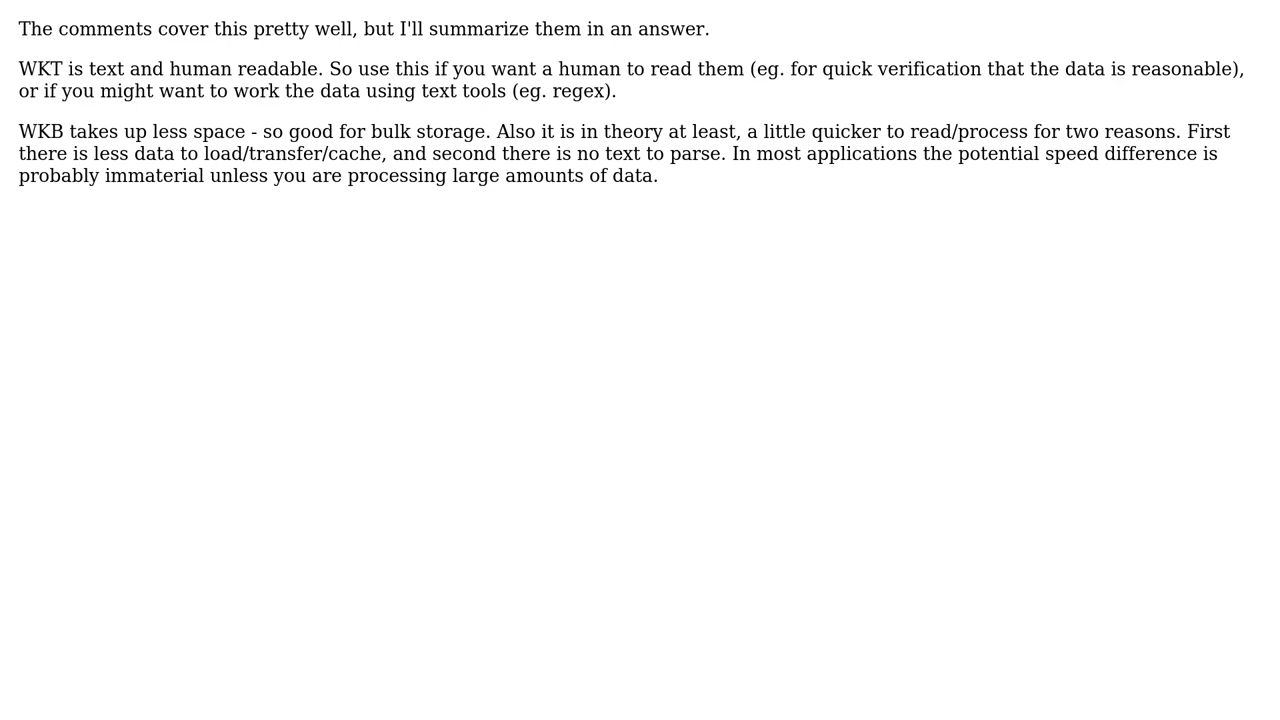 The comments cover this pretty well, but I'll summarize them in an answer.
WKT is text and human readable. So use this if you want a human to read them (eg. for quick verification that the data is reasonable),
or if you might want to work the data using text tools (eg. regex).
WKB takes up less space - so good for bulk storage. Also it is in theory at least, a little quicker to read/process for two reasons. First
there is less data to load/transfer/cache, and second there is no text to parse. In most applications the potential speed difference is
probably immaterial unless you are processing large amounts of data.